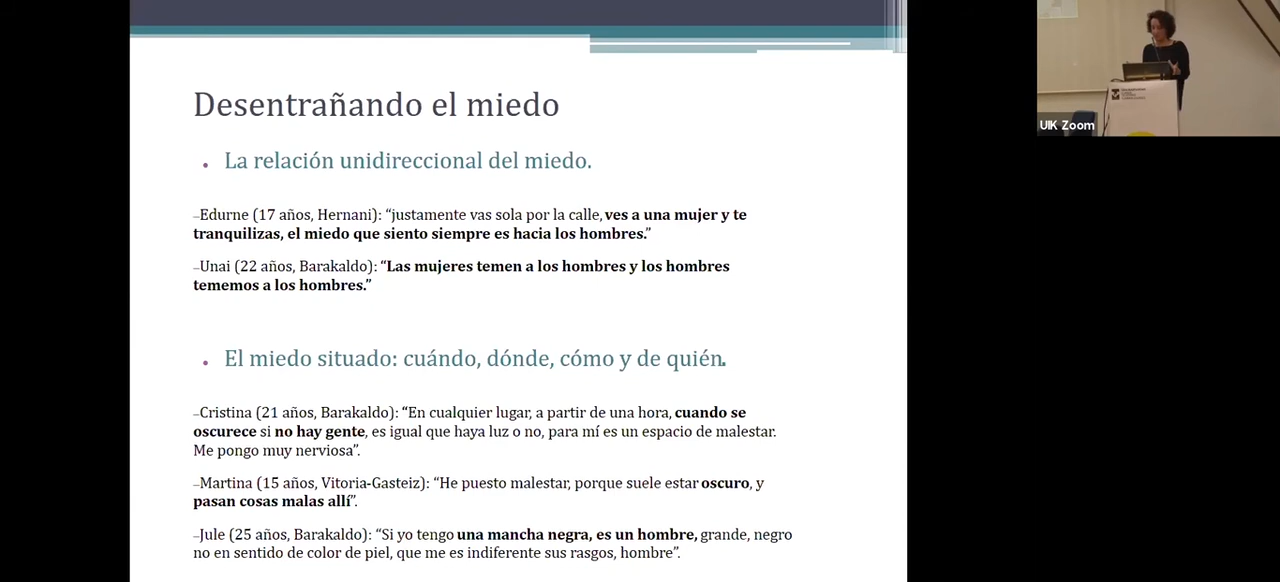 Desentrañando el miedo
• La relación unidireccional del miedo.
–Edurne (17 años, Hernani): “justamente vas sola por la calle, ves a una mujer y te
tranquilizas, el miedo que siento siempre es hacia los hombres.”
–Unai (22 años, Barakaldo): “Las mujeres temen a los hombres y los hombres
tememos a los hombres.”
• El miedo situado: cuándo, dónde, cómo y de quién.
–Cristina (21 años, Barakaldo): “En cualquier lugar, a partir de una hora, cuando se
oscurece si no hay gente, es igual que haya luz o no, para mí es un espacio de malestar.
Me pongo muy nerviosa”.
–Martina (15 años, Vitoria-Gasteiz): “He puesto malestar, porque suele estar oscuro, y
pasan cosas malas allí”.
–Jule (25 años, Barakaldo): “Si yo tengo una mancha negra, es un hombre, grande, negro
no en sentido de color de piel, que me es indiferente sus rasgos, hombre”.
UIK Zoom